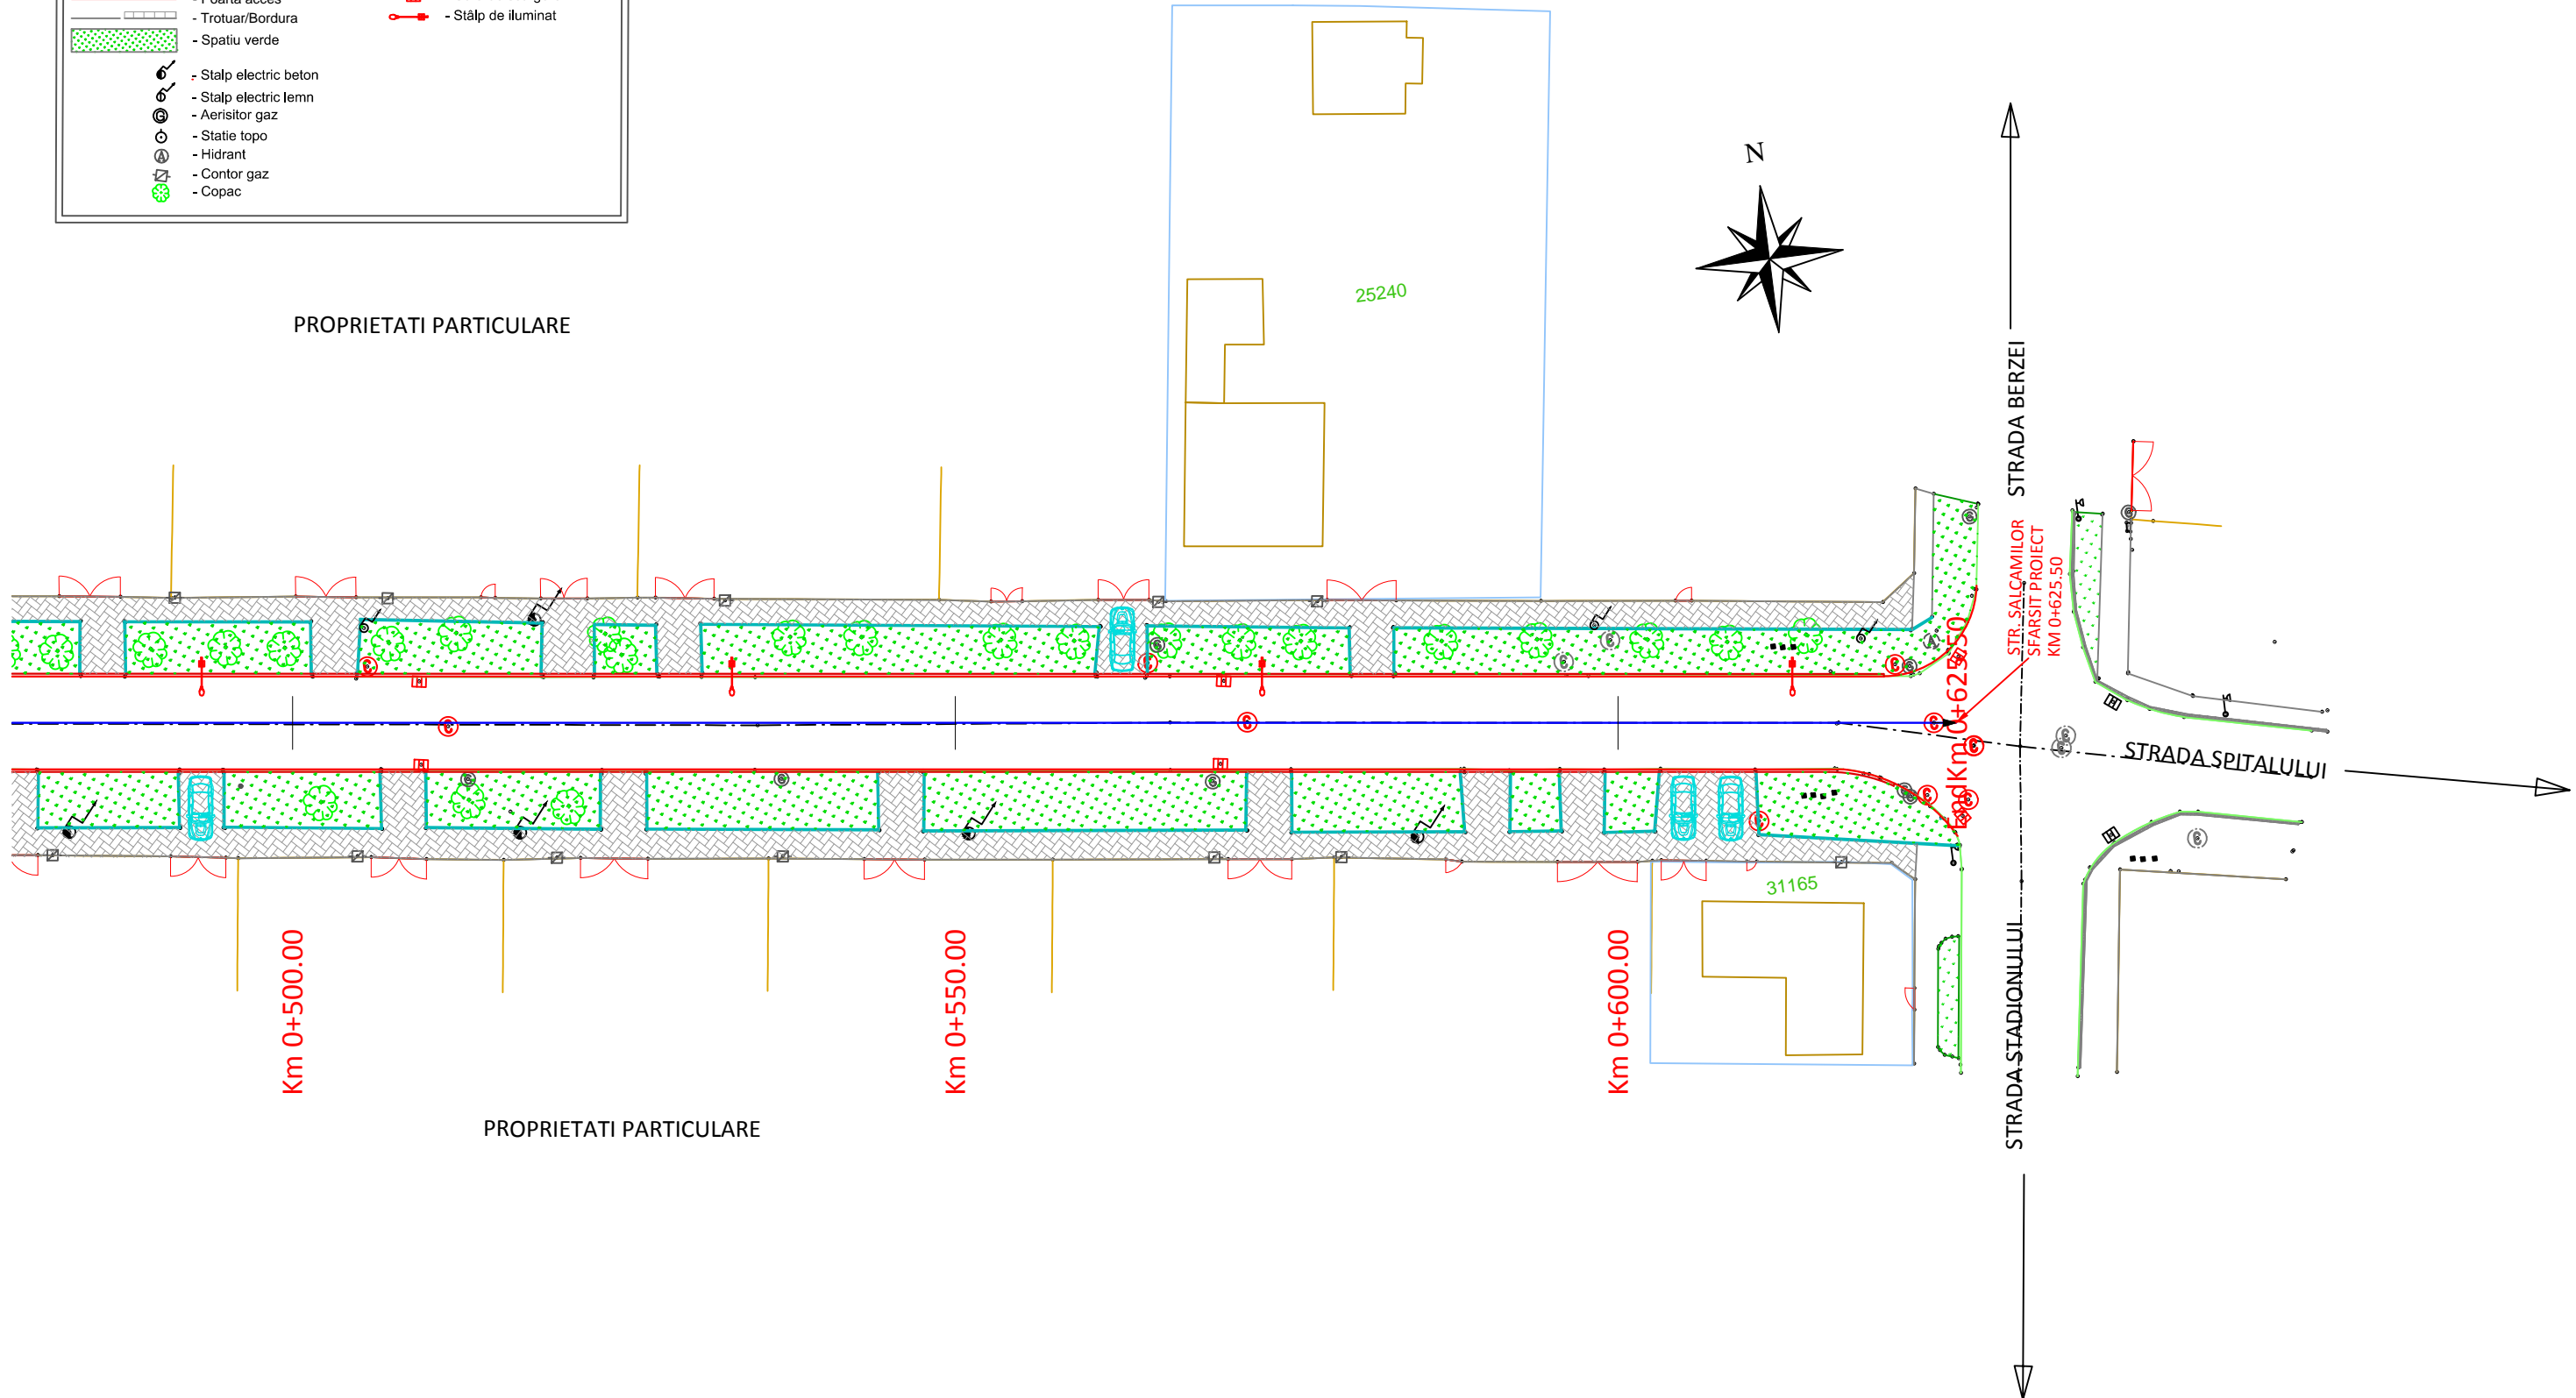 - Poarta acces
- Trotuar/Bordura
- Spatiu verde
- Stalp electric beton
- Stalp electric lemn
- Aerisitor gaz
- Statie topo
- Hidrant
- Contor gaz
- Copac
- Stâlp de iluminat
PROPRIETATI PARTICULARE
25240
N
STRADA BERZEI
STR. SALCAMILOR
SFARSIT PROIECT
KM 0+625.50
STRADA SPITALULUI
31165
STRADA STADIONULUI
Km 0+500.00
Km 0+550.00
Km 0+600.00
PROPRIETATI PARTICULARE